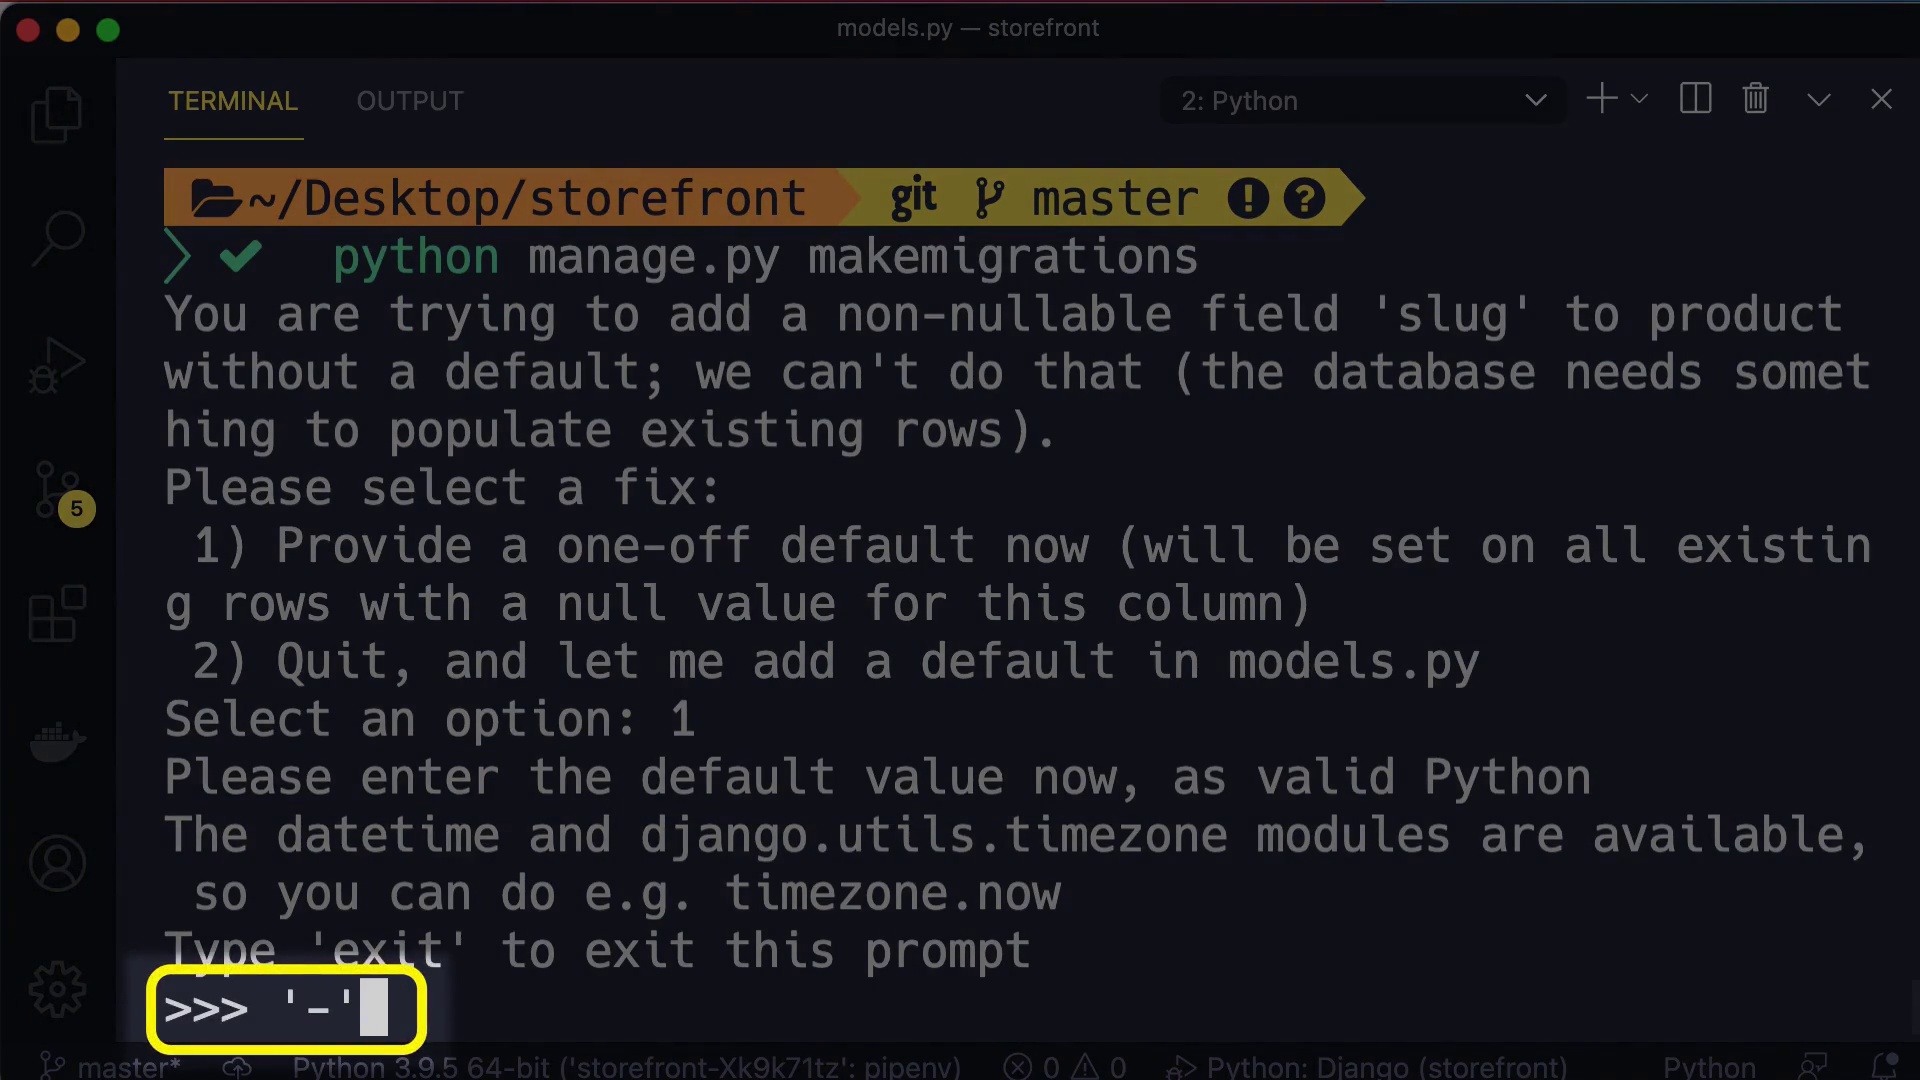 models.py — storefront
TERMINAL OUTPUT 2: Python
~/Desktop/storefront git master
python manage.py makemigrations
You are trying to add a non-nullable field 'slug' to product
without a default; we can't do that (the database needs somet
hing to populate existing rows).
Please select a fix:
1) Provide a one-off default now (will be set on all existin
g rows with a null value for this column)
2) Quit, and let me add a default in models.py
Select an option: 1
Please enter the default value now, as valid Python
The datetime and django.utils.timezone modules are available,
so you can do e.g. timezone.now
Type 'exit' to exit this prompt
>>> '-'
5
master* Python 3.9.5 64-bit ('storefront-Xk9k71tz': pipenv) 0 0 Python: Django (storefront) Python